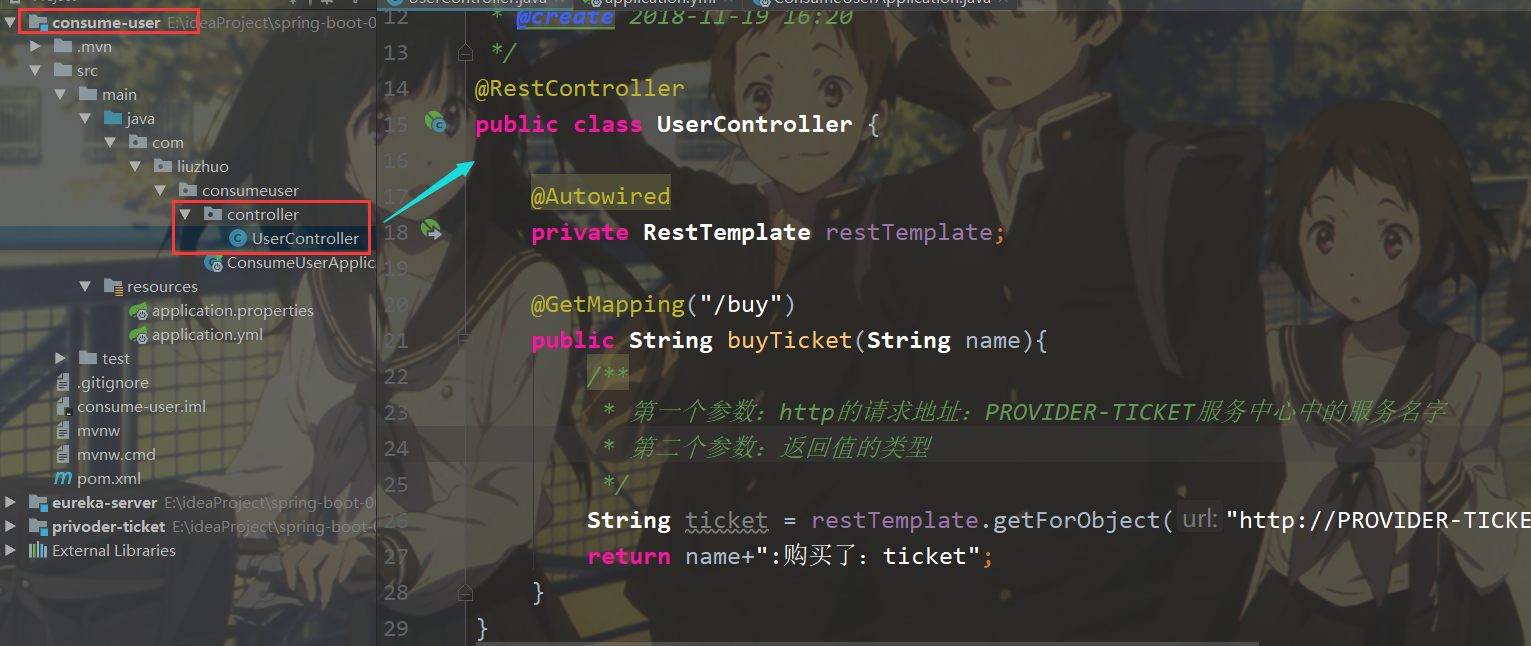 consume-user E:\ideaProject\spring-boot-0
.mvn
src
main
java
com
liuzhuo
consumeuser
controller
UserController
ConsumeUserApplic
resources
application.properties
application.yml
test
.gitignore
consume-user.iml
mvnw
mvnw.cmd
pom.xml
eureka-server E:\ideaProject\spring-boot-0
privoder-ticket E:\ideaProject\spring-boot-
External Libraries
UserController.java application.yml ConsumeUserApplication.java
12 * @create 2018-11-19 16:20
13 */
14 @RestController
15 public class UserController {
16
17 @Autowired
18 private RestTemplate restTemplate;
19
20 @GetMapping("/buy")
21 public String buyTicket(String name){
22 /**
23 * 第一个参数：http的请求地址：PROVIDER-TICKET服务中心中的服务名字
24 * 第二个参数：返回值的类型
25 */
26 String ticket = restTemplate.getForObject( url: "http://PROVIDER-TICKE
27 return name+":购买了：ticket";
28 }
29 }